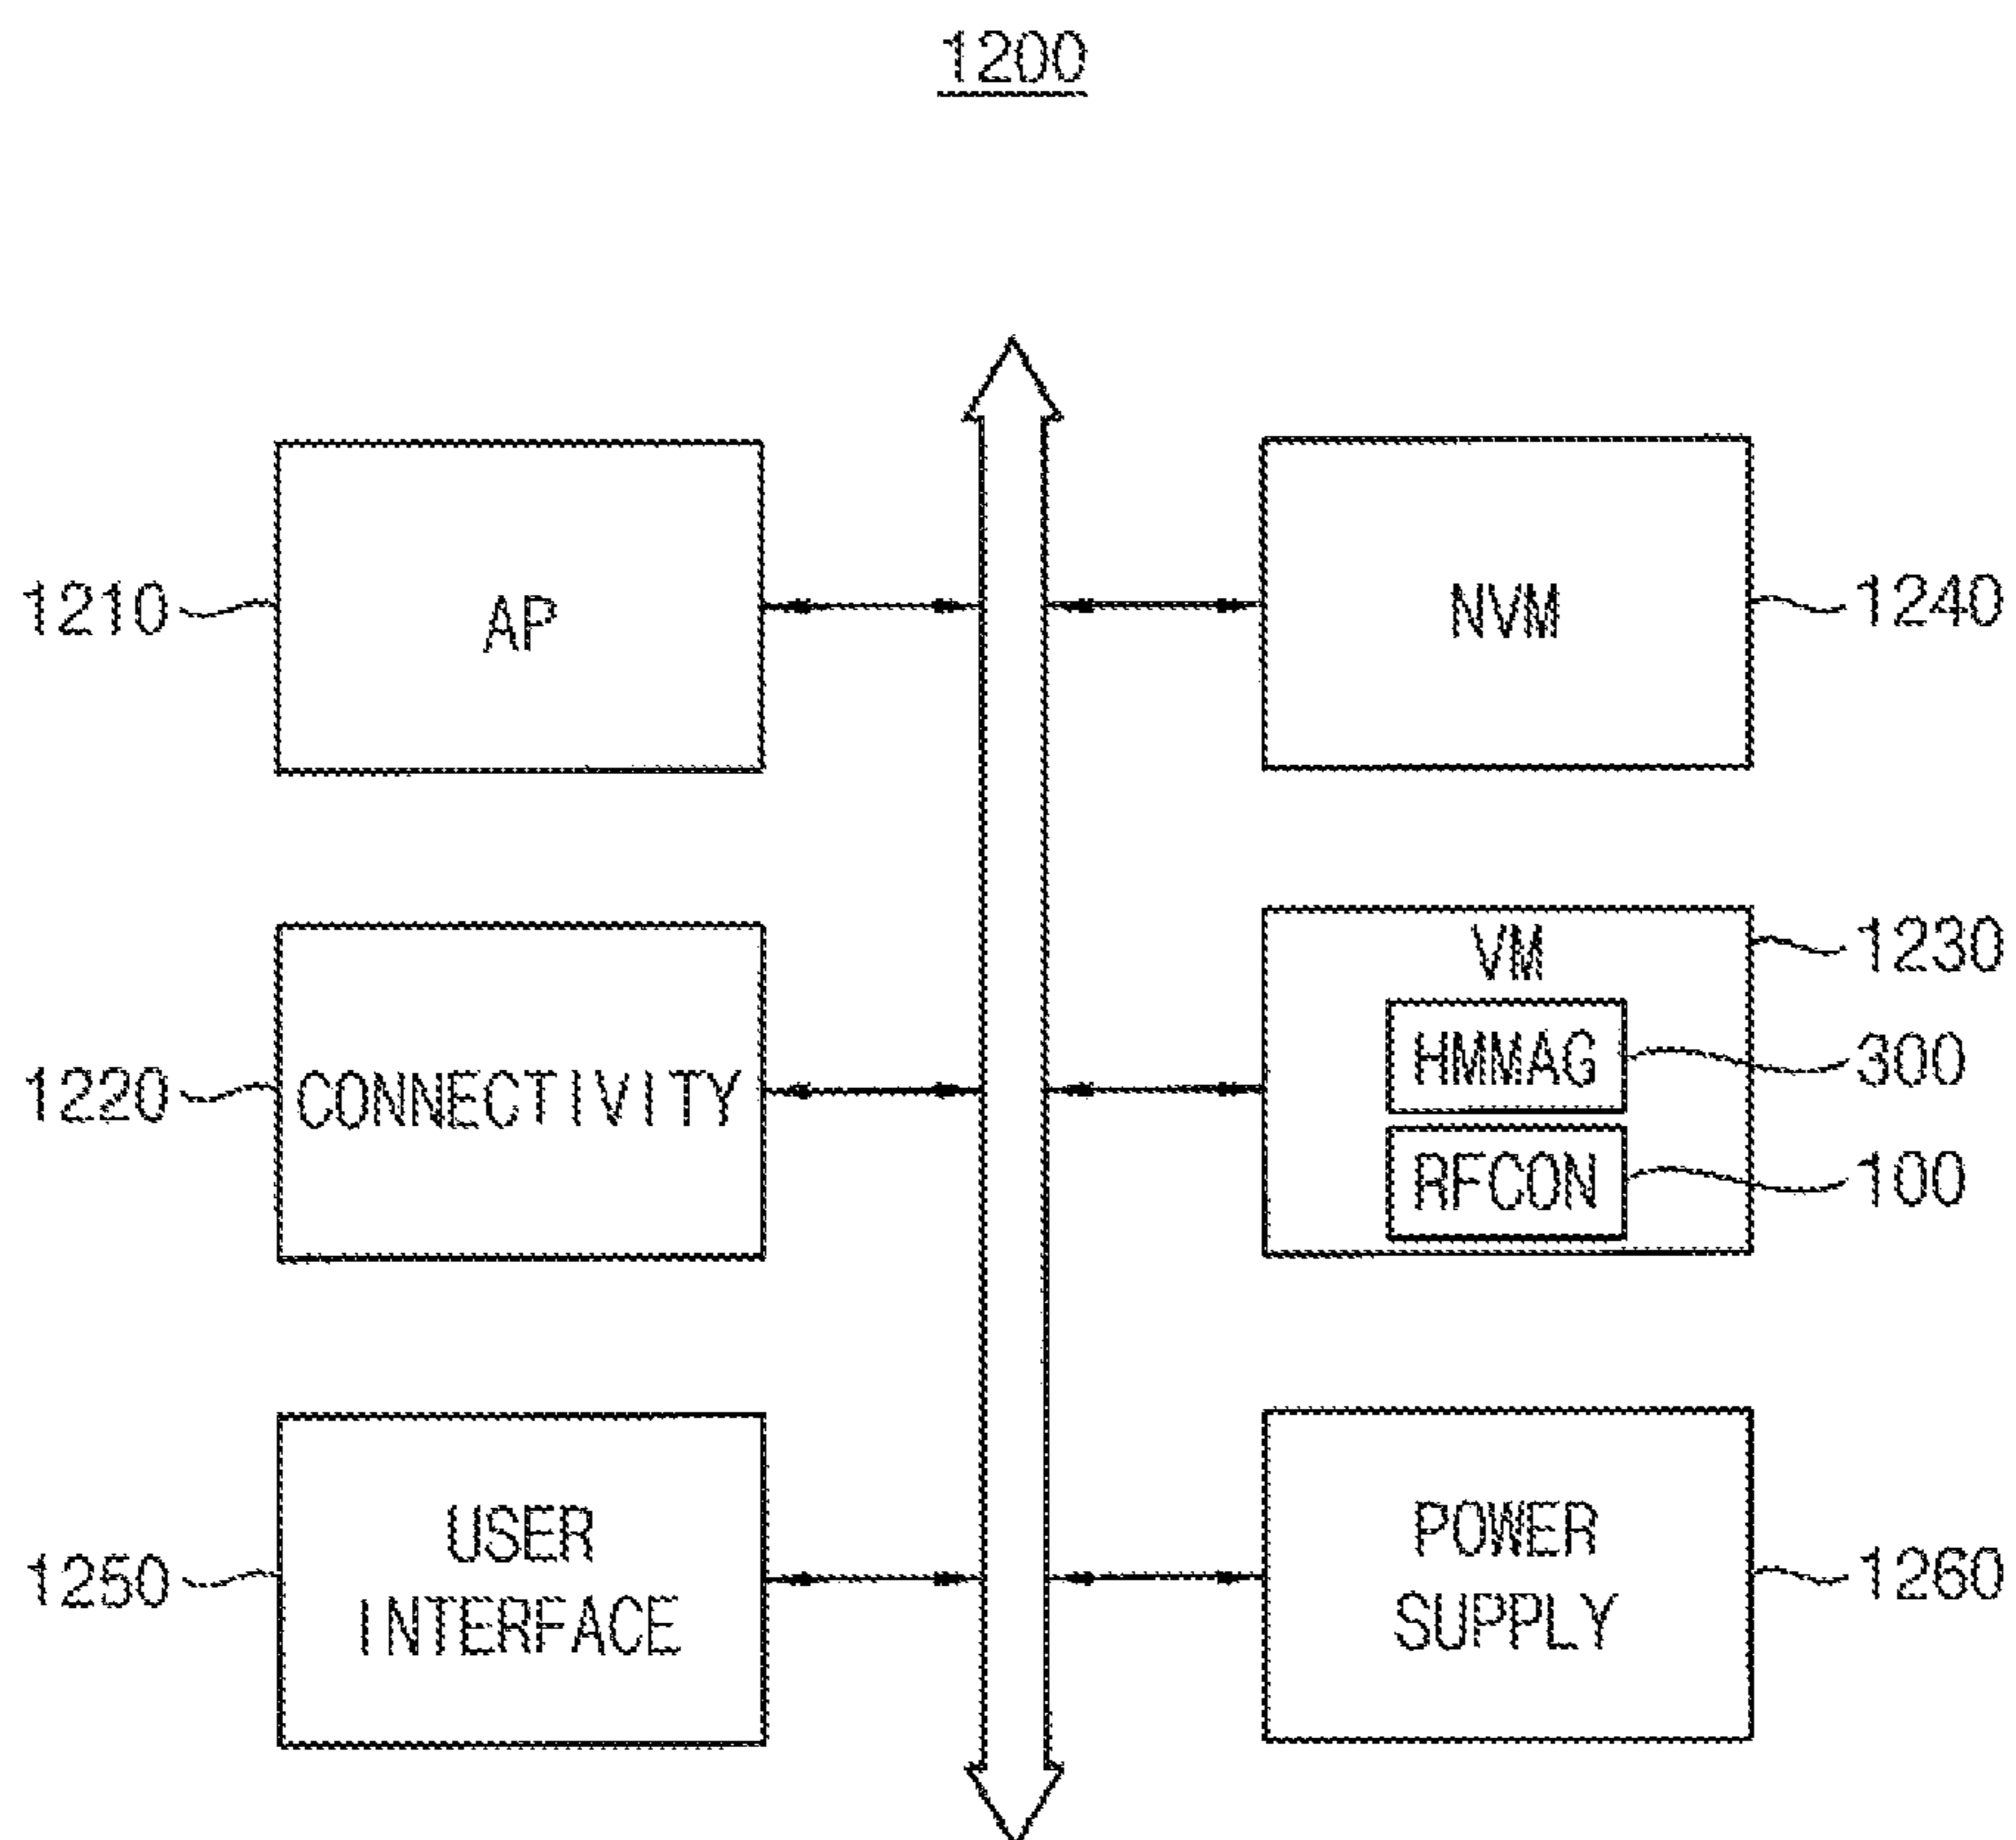 1200
1210
AP
NVM
1240
VM
1230
HMMAG
300
1220
CONNECTIVITY
RFCON
100
USER
INTERFACE
1250
POWER
SUPPLY
1260